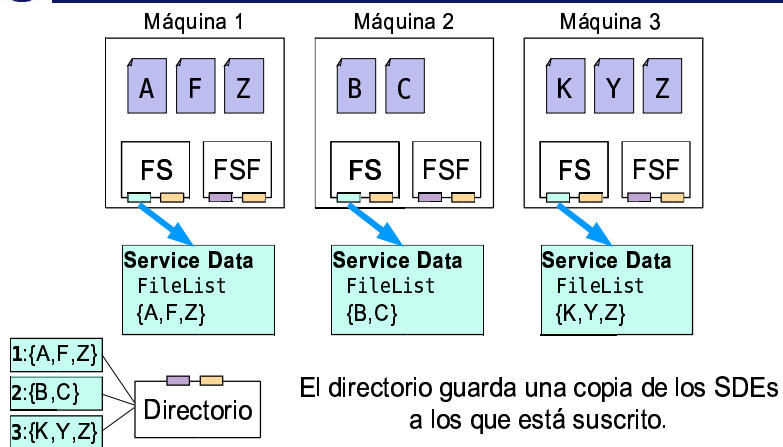 Máquina 1
Máquina 2
Máquina 3
A F Z
B C
K Y Z
FS FSF
FS FSF
FS FSF
Service Data
FileList
{A,F,Z}
Service Data
FileList
{B,C}
Service Data
FileList
{K,Y,Z}
1:{A,F,Z}
2:{B,C}
3:{K,Y,Z}
Directorio
El directorio guarda una copia de los SDEs
a los que está suscrito.